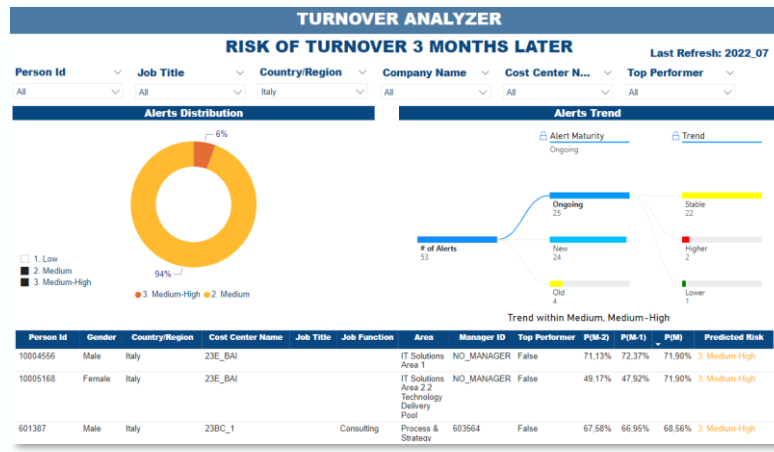 TURNOVER ANALYZER
RISK OF TURNOVER 3 MONTHS LATER
Last Refresh: 2022_07
Person Id Job Title Country/Region Company Name Cost Center N... Top Performer
All All Italy All All All
Alerts Distribution Alerts Trend
6%
94%
1. Low
2. Medium
3. Medium-High
3. Medium-High 2. Medium
Alert Maturity Trend
Ongoing
# of Alerts
53
Ongoing
25
New
24
Old
4
Stable
22
Higher
2
Lower
1
Trend within Medium, Medium-High
Person Id Gender Country/Region Cost Center Name Job Title Job Function Area Manager ID Top Performer P(M-2) P(M-1) P(M) Predicted Risk
10004556 Male Italy 23E_BAI IT Solutions NO_MANAGER False 71,13% 72,37% 71,90% 3. Medium-High
Area 1
10005168 Female Italy 23E_BAI IT Solutions NO_MANAGER False 49,17% 47,92% 71,90% 3. Medium-High
Area 2.2
Technology
Delivery
Pool
601387 Male Italy 23BC_1 Consulting Process & 603564 False 67,58% 66,95% 68,56% 3. Medium-High
Strategy